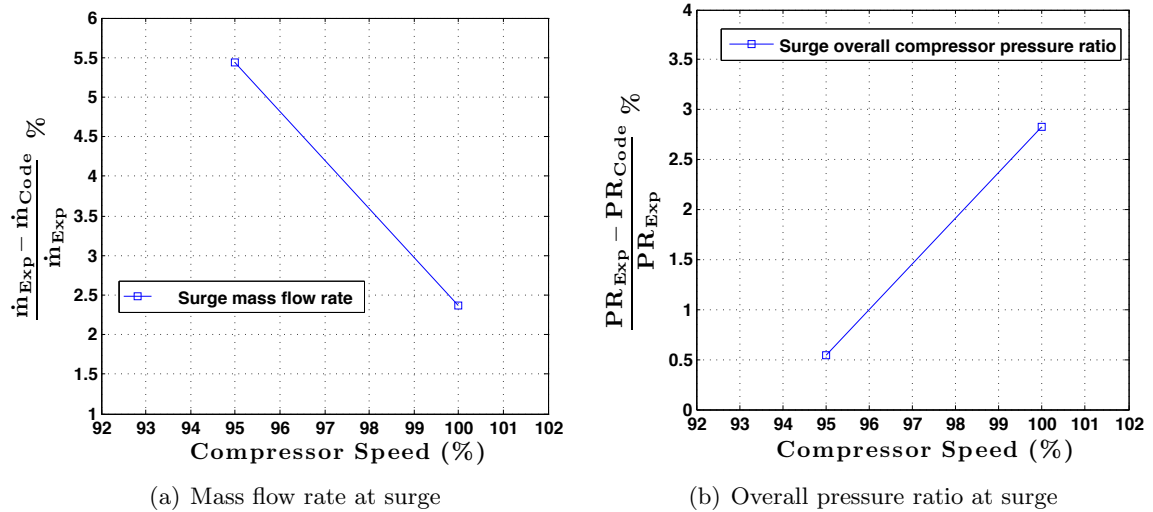 6
5.5
5
4.5
4
3.5
3
2.5
2
1.5
1
92 93 94 95 96 97 98 99 100 101 102
ṁExp − ṁCode
ṁExp
%
Surge mass flow rate
Compressor Speed (%)
(a) Mass flow rate at surge
4
3.5
3
2.5
2
1.5
1
0.5
0
92 93 94 95 96 97 98 99 100 101 102
PRExp − PRCode
PRExp
%
Surge overall compressor pressure ratio
Compressor Speed (%)
(b) Overall pressure ratio at surge